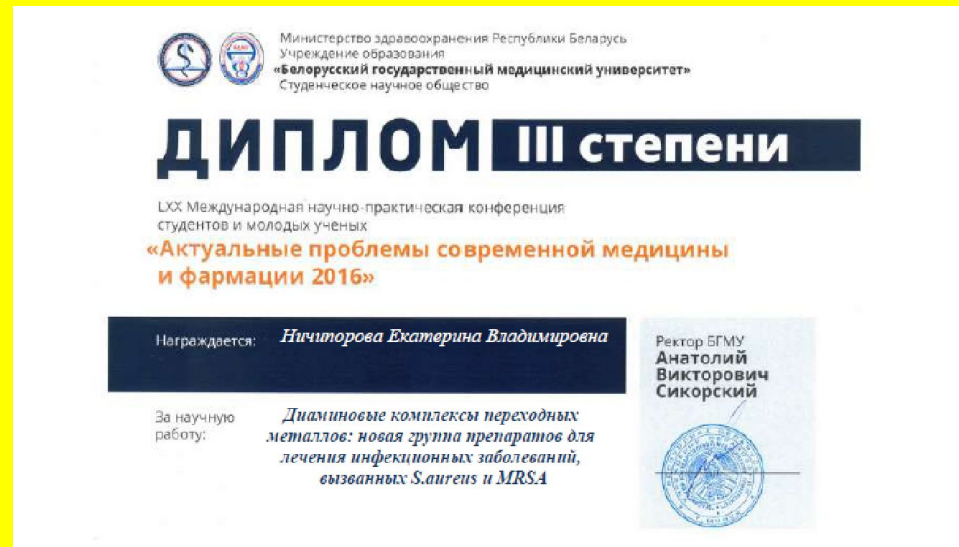 Министерство здравоохранения Республики Беларусь
Учреждение образования
«Белорусский государственный медицинский университет»
Студенческое научное общество
ДИПЛОМ III степени
LXX Международная научно-практическая конференция
студентов и молодых ученых
«Актуальные проблемы современной медицины
и фармации 2016»
Награждается: Ничипорова Екатерина Владимировна
Ректор БГМУ
Анатолий
Викторович
Сикорский
За научную
работу:
Диаминовые комплексы переходных
металлов: новая группа препаратов для
лечения инфекционных заболеваний,
вызванных S.aureus и MRSA